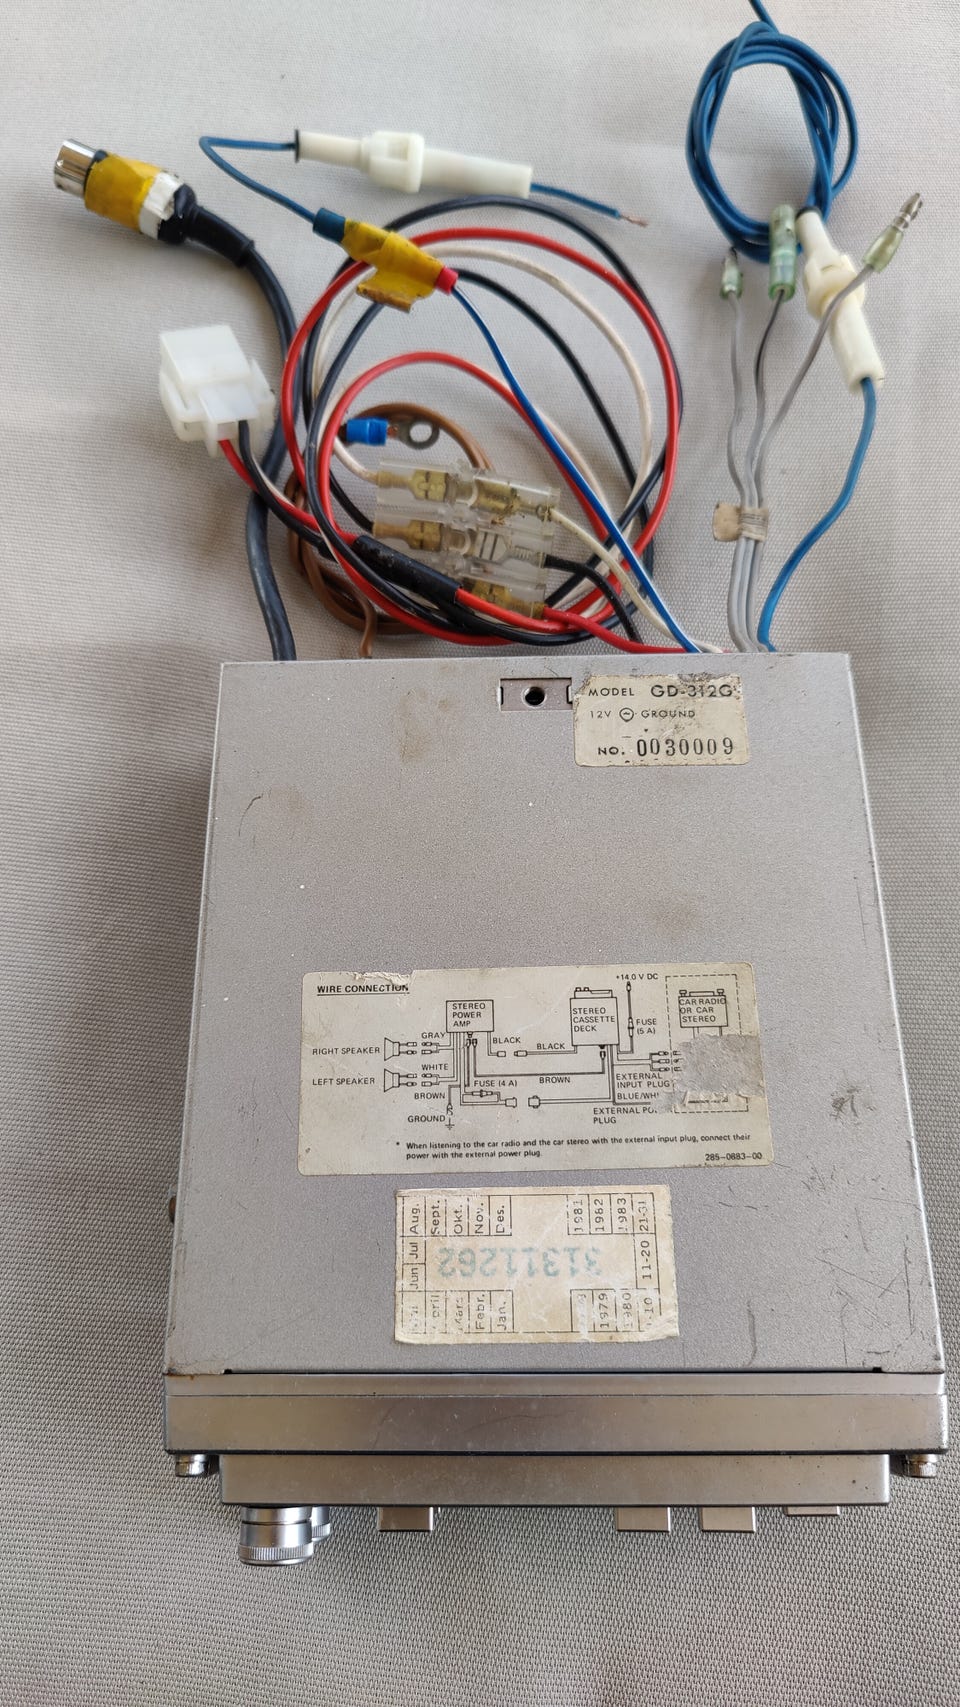 MODEL GD-312G
12V ⊖ GROUND
NO. 0030009
WIRE CONNECTION
+14.0 V DC
STEREO
POWER
AMP
STEREO
CASSETTE
DECK
CAR RADIO
OR CAR
STEREO
FUSE
(5 A)
GRAY
RIGHT SPEAKER
BLACK
BLACK
WHITE
LEFT SPEAKER
FUSE (4 A)
BROWN
EXTERNAL
INPUT PLUG
BROWN
BLUE/WHI
GROUND
EXTERNAL
PLUG
* When listening to the car radio and the car stereo with the external input plug, connect their
power with the external power plug.
285-0883-00
Aug. Sept. Okt. Nov. Des. 1981 1982 1983 21-31
Jun Jul 31311262 11-20
Febr. Jan. 1979 1980